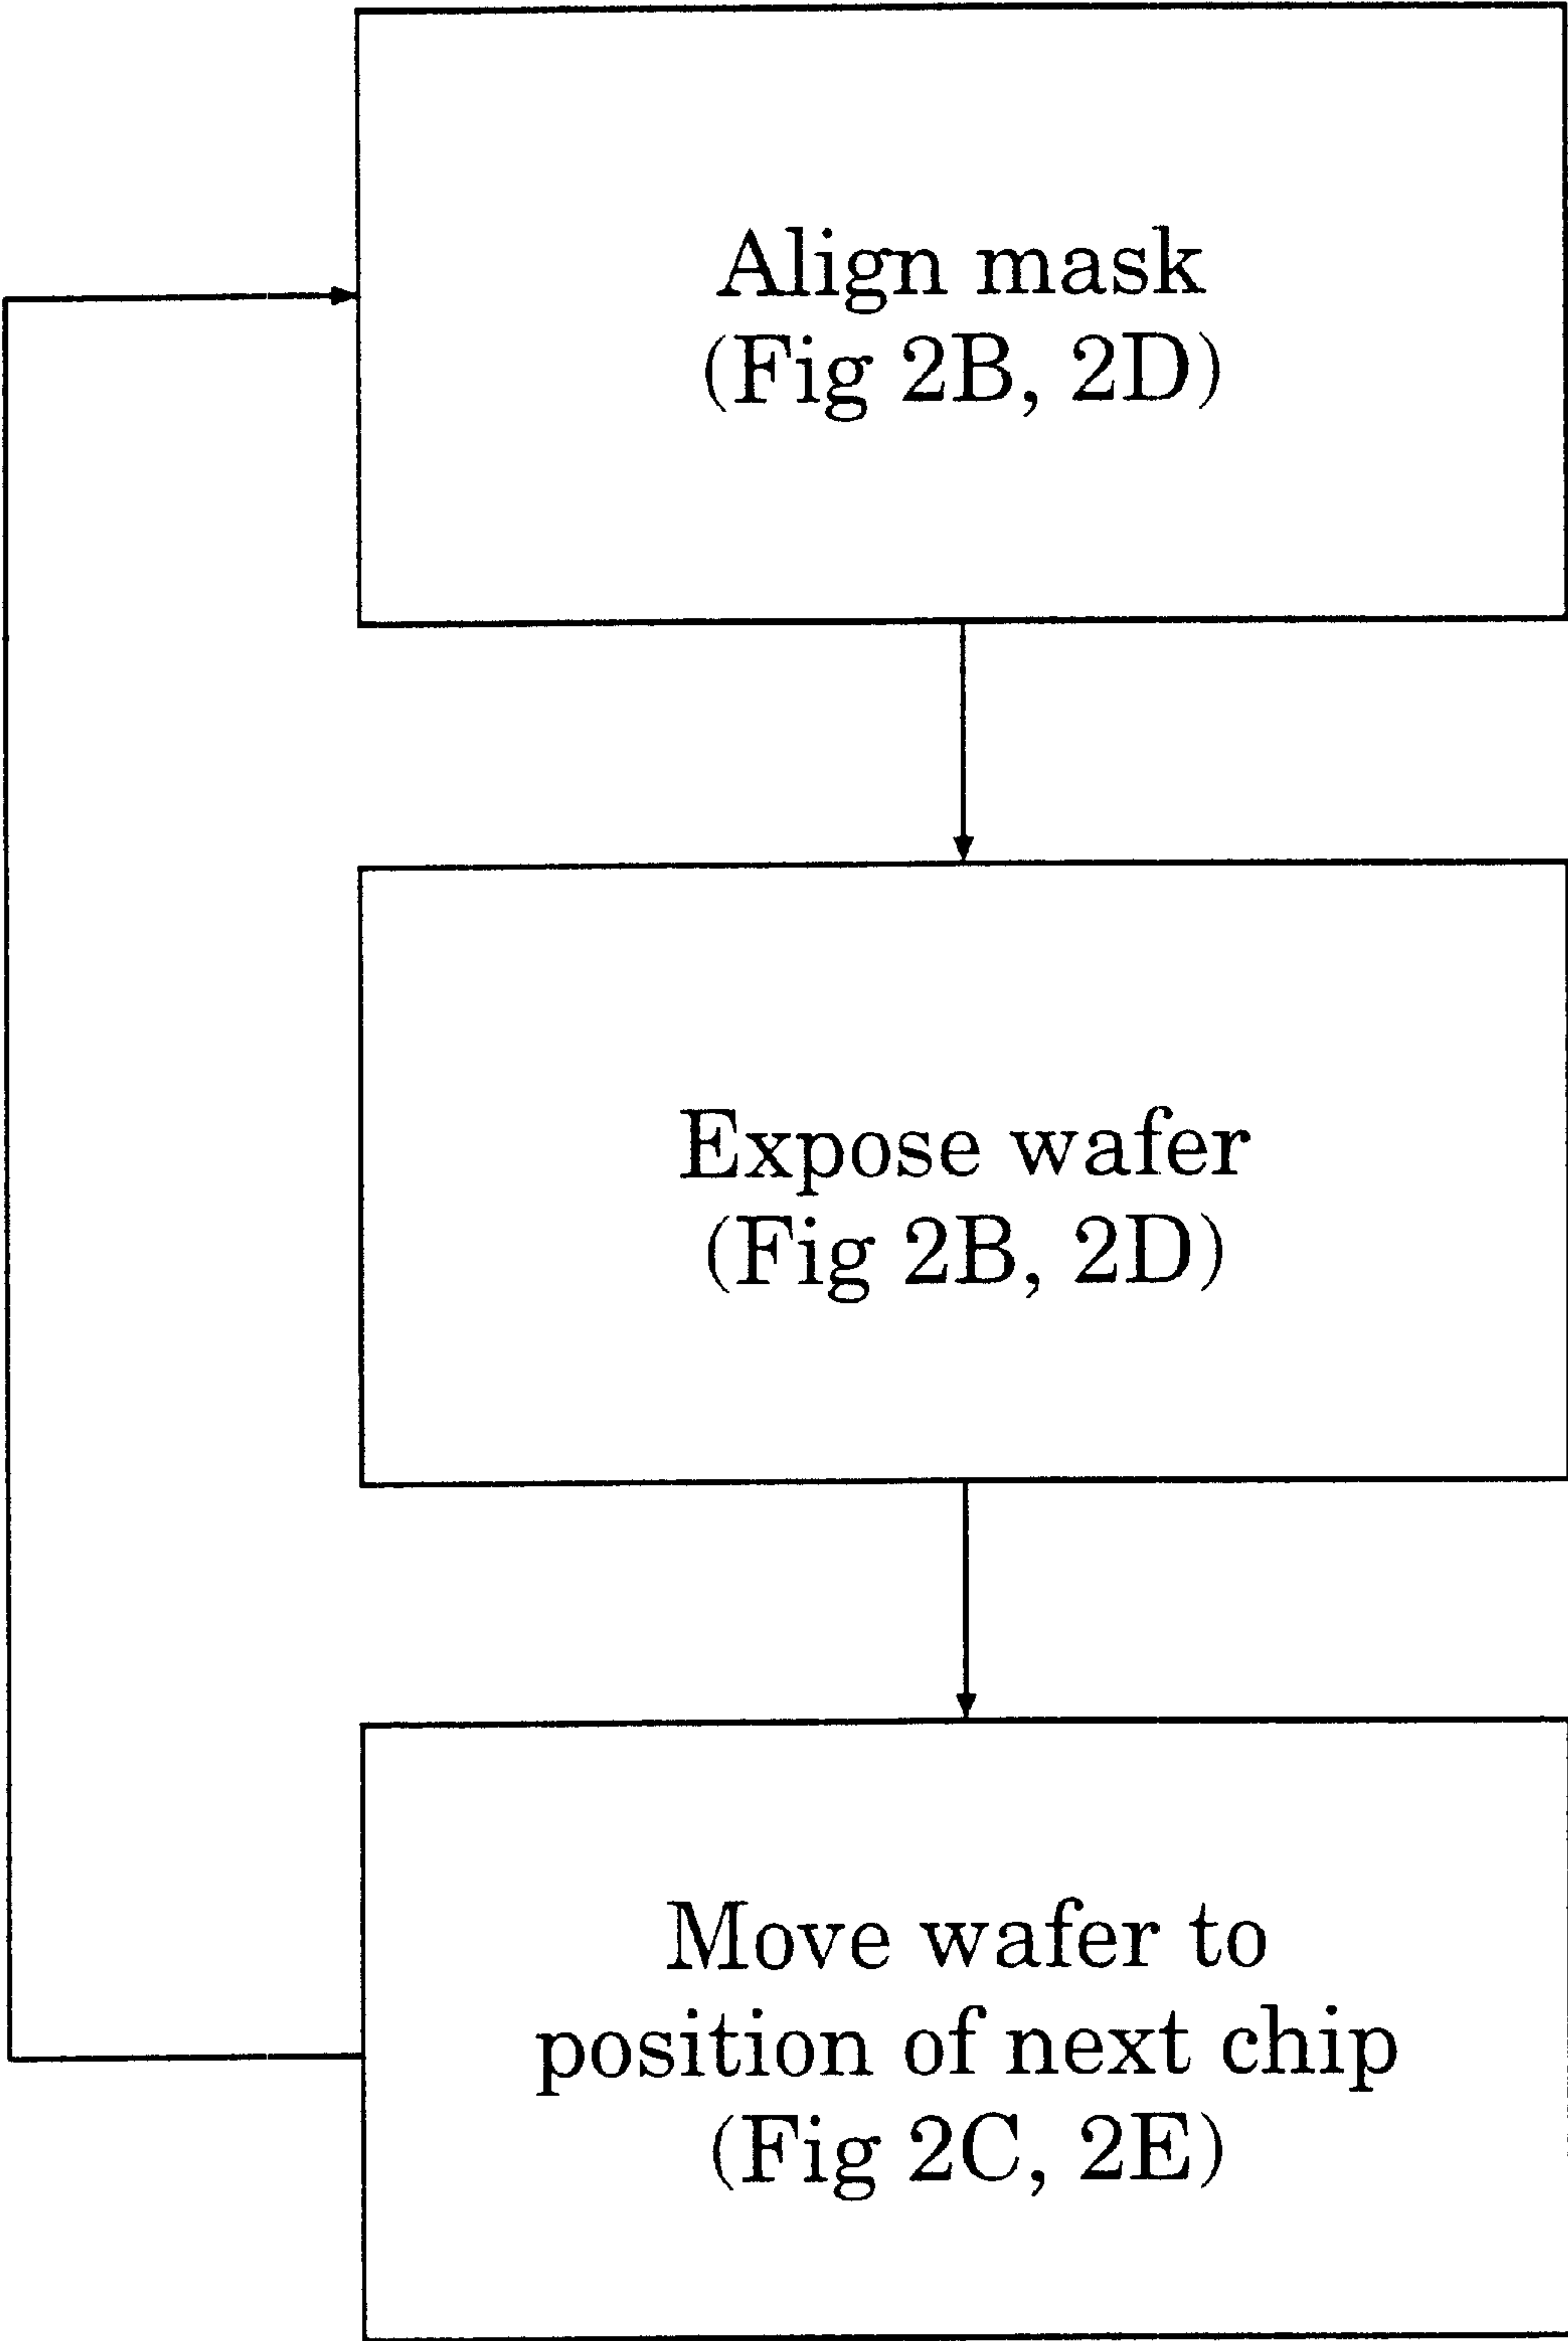 Align mask
(Fig 2B, 2D)
Expose wafer
(Fig 2B, 2D)
Move wafer to
position of next chip
(Fig 2C, 2E)